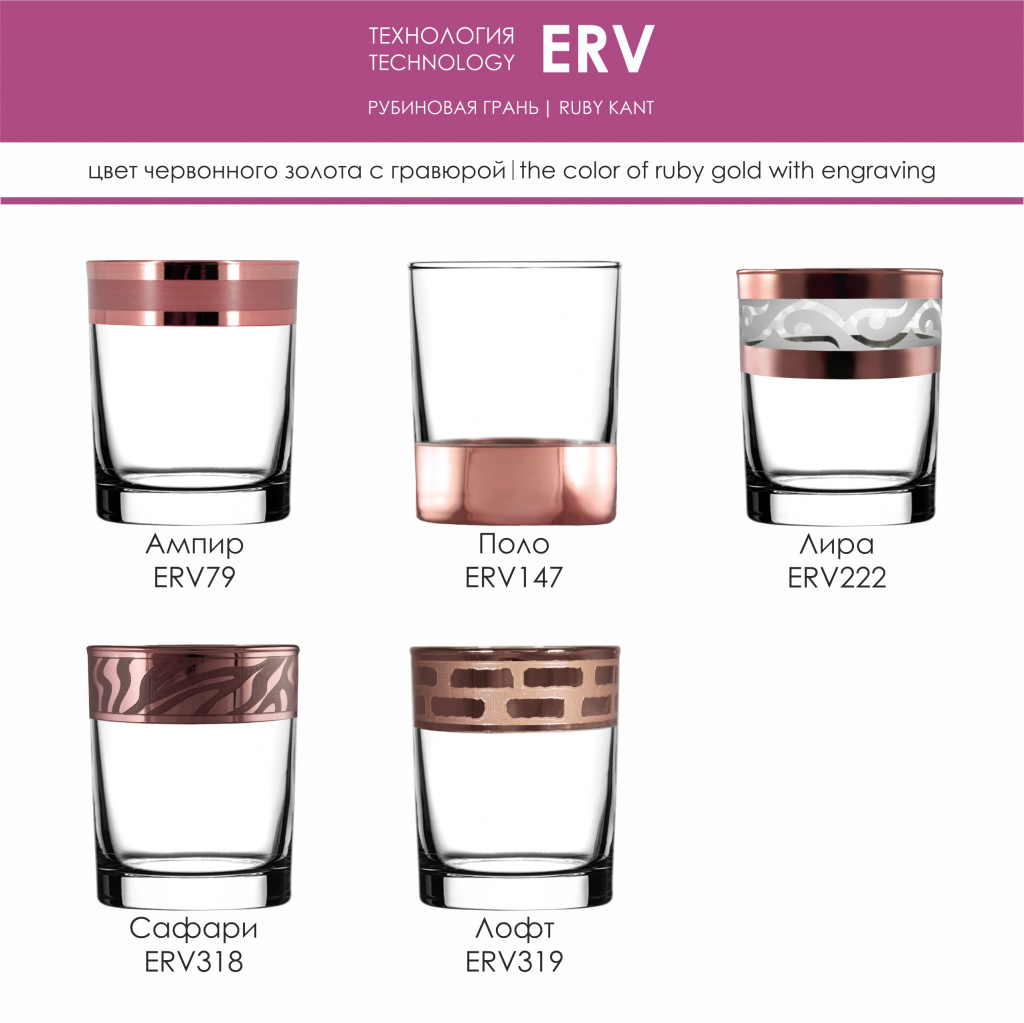 ТЕХНОЛОГИЯ
TECHNOLOGY
ERV
РУБИНОВАЯ ГРАНЬ | RUBY KANT
цвет червонного золота с гравюрой | the color of ruby gold with engraving
Ампир
ERV79
Поло
ERV147
Лира
ERV222
Сафари
ERV318
Лофт
ERV319